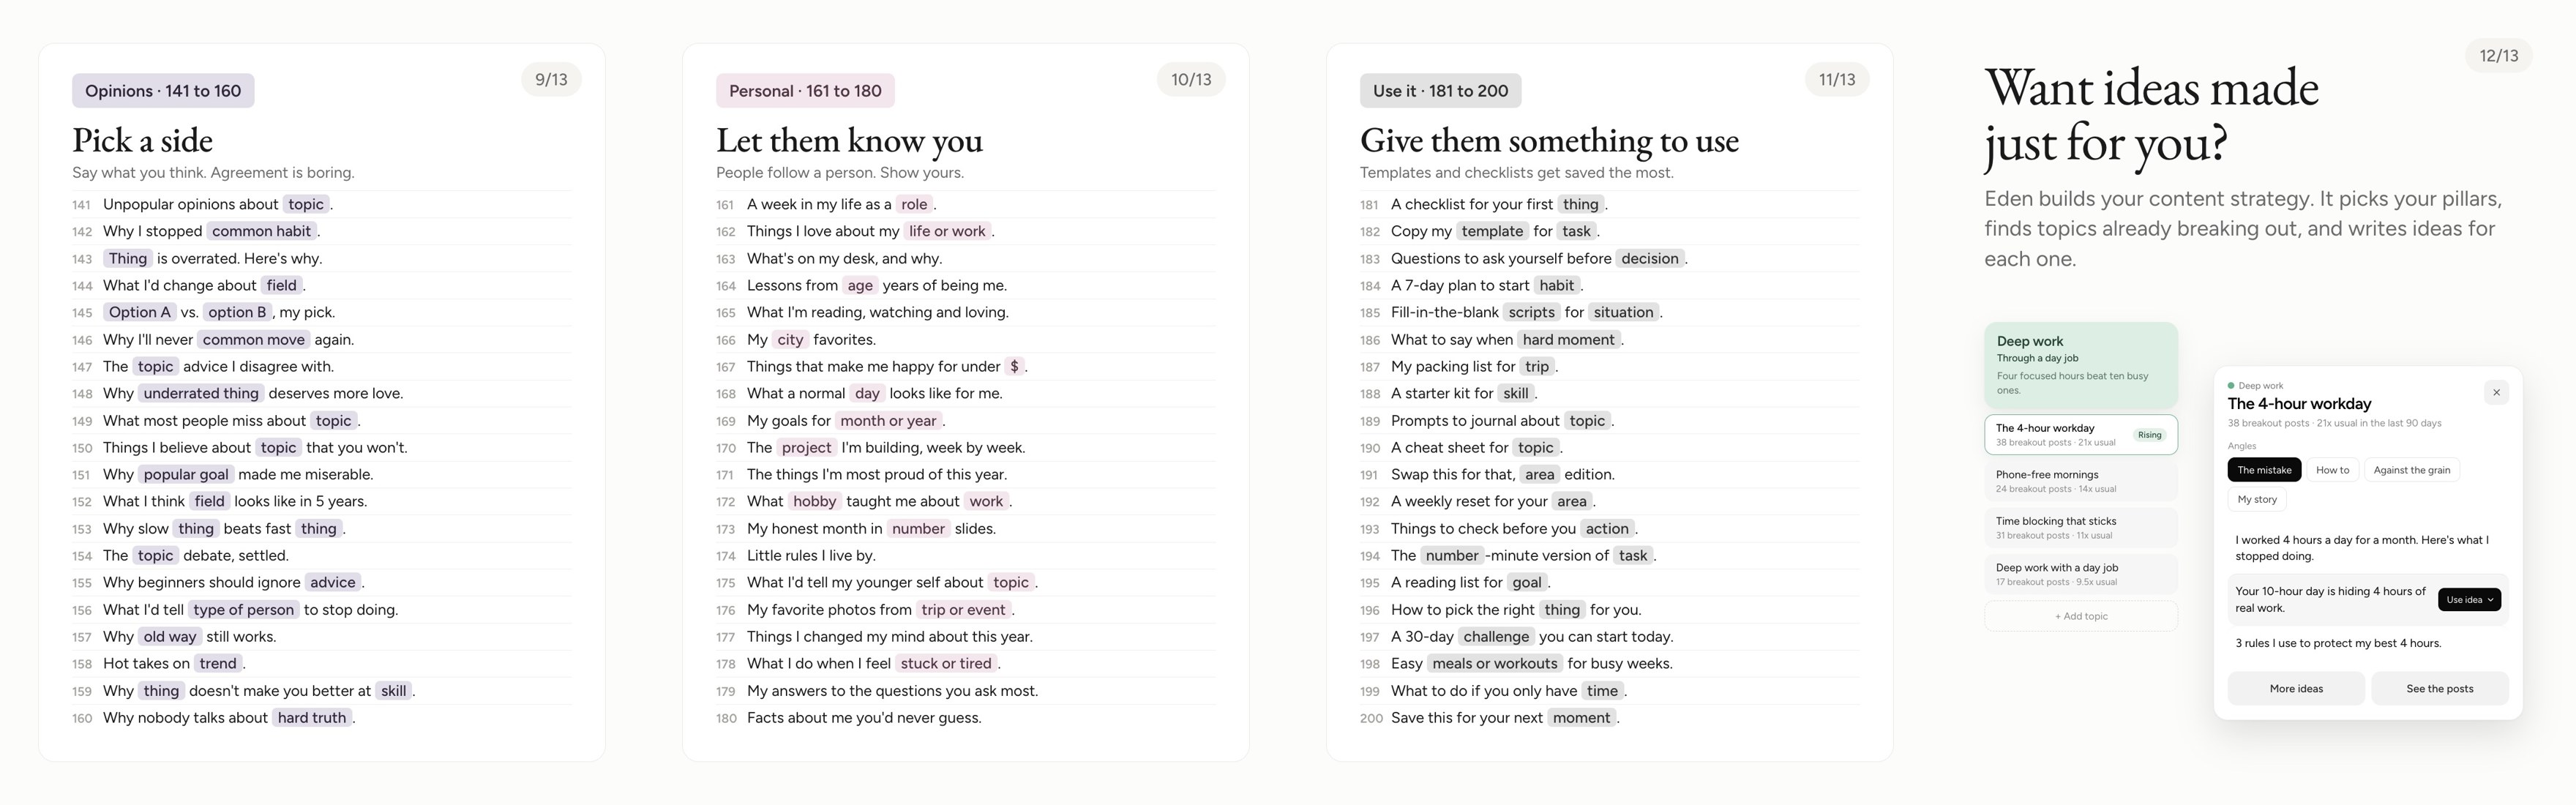 9/13
Opinions · 141 to 160
Pick a side
Say what you think. Agreement is boring.
141 Unpopular opinions about topic.
142 Why I stopped common habit.
143 Thing is overrated. Here's why.
144 What I'd change about field.
145 Option A vs. option B, my pick.
146 Why I'll never common move again.
147 The topic advice I disagree with.
148 Why underrated thing deserves more love.
149 What most people miss about topic.
150 Things I believe about topic that you won't.
151 Why popular goal made me miserable.
152 What I think field looks like in 5 years.
153 Why slow thing beats fast thing.
154 The topic debate, settled.
155 Why beginners should ignore advice.
156 What I'd tell type of person to stop doing.
157 Why old way still works.
158 Hot takes on trend.
159 Why thing doesn't make you better at skill.
160 Why nobody talks about hard truth.
10/13
Personal · 161 to 180
Let them know you
People follow a person. Show yours.
161 A week in my life as a role.
162 Things I love about my life or work.
163 What's on my desk, and why.
164 Lessons from age years of being me.
165 What I'm reading, watching and loving.
166 My city favorites.
167 Things that make me happy for under $.
168 What a normal day looks like for me.
169 My goals for month or year.
170 The project I'm building, week by week.
171 The things I'm most proud of this year.
172 What hobby taught me about work.
173 My honest month in number slides.
174 Little rules I live by.
175 What I'd tell my younger self about topic.
176 My favorite photos from trip or event.
177 Things I changed my mind about this year.
178 What I do when I feel stuck or tired.
179 My answers to the questions you ask most.
180 Facts about me you'd never guess.
11/13
Use it · 181 to 200
Give them something to use
Templates and checklists get saved the most.
181 A checklist for your first thing.
182 Copy my template for task.
183 Questions to ask yourself before decision.
184 A 7-day plan to start habit.
185 Fill-in-the-blank scripts for situation.
186 What to say when hard moment.
187 My packing list for trip.
188 A starter kit for skill.
189 Prompts to journal about topic.
190 A cheat sheet for topic.
191 Swap this for that, area edition.
192 A weekly reset for your area.
193 Things to check before you action.
194 The number-minute version of task.
195 A reading list for goal.
196 How to pick the right thing for you.
197 A 30-day challenge you can start today.
198 Easy meals or workouts for busy weeks.
199 What to do if you only have time.
200 Save this for your next moment.
12/13
Want ideas made
just for you?
Eden builds your content strategy. It picks your pillars,
finds topics already breaking out, and writes ideas for
each one.
Deep work
Through a day job
Four focused hours beat ten busy
ones.
The 4-hour workday
38 breakout posts · 21x usual
Rising
Phone-free mornings
24 breakout posts · 14x usual
Time blocking that sticks
31 breakout posts · 11x usual
Deep work with a day job
17 breakout posts · 9.5x usual
+ Add topic
Deep work
The 4-hour workday
38 breakout posts · 21x usual in the last 90 days
Angles
The mistake How to Against the grain
My story
I worked 4 hours a day for a month. Here's what I
stopped doing.
Your 10-hour day is hiding 4 hours of
real work.
Use idea
3 rules I use to protect my best 4 hours.
More ideas See the posts